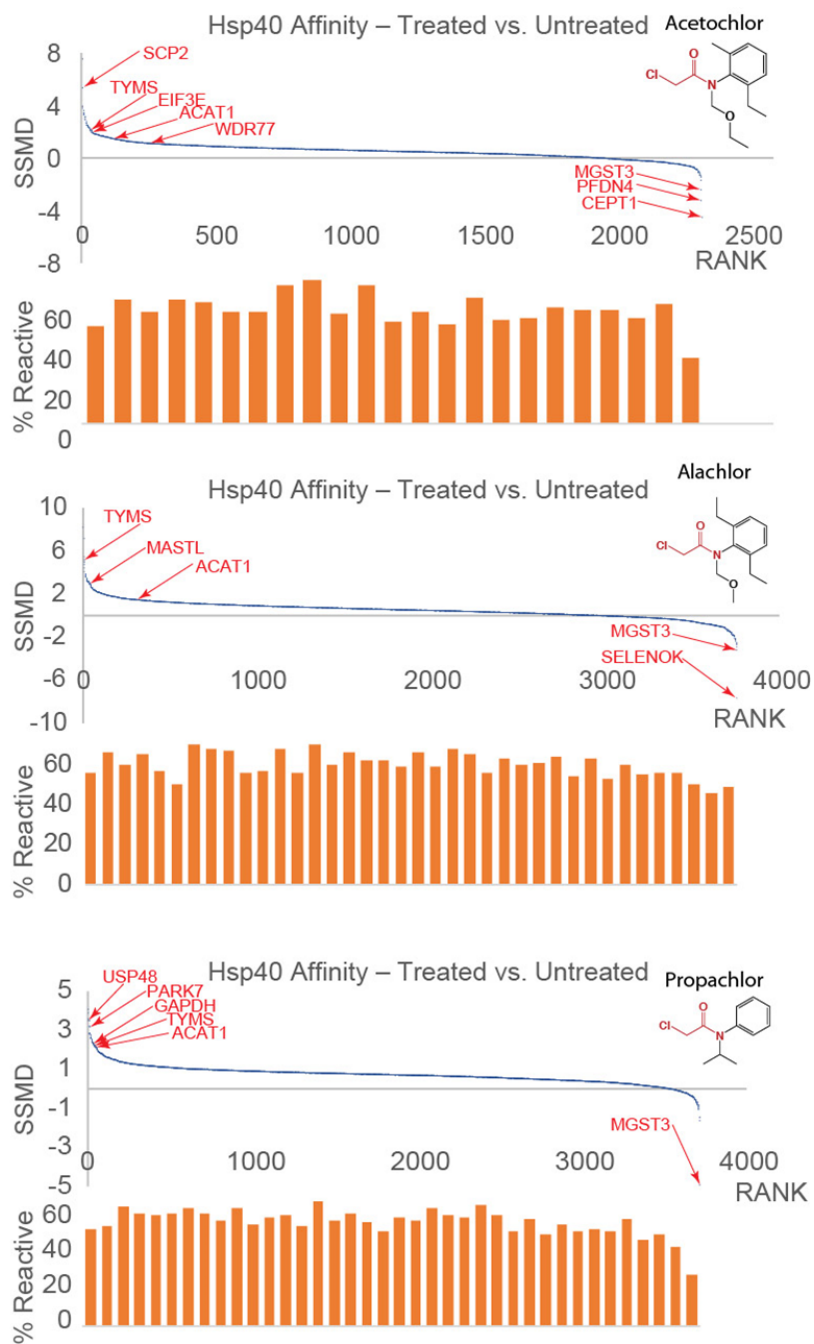 Hsp40 Affinity – Treated vs. Untreated
Acetochlor
8
4
0
-4
-8
SSMD
SCP2
TYMS
EIF3E
ACAT1
WDR77
MGST3
PFDN4
CEPT1
Cl
O
N
O
0 500 1000 1500 2000 2500
RANK
% Reactive
60
40
20
0
Hsp40 Affinity – Treated vs. Untreated
Alachlor
10
6
2
-2
-6
-10
SSMD
TYMS
MASTL
ACAT1
MGST3
SELENOK
Cl
O
N
O
0 1000 2000 3000 4000
RANK
% Reactive
60
40
20
0
Hsp40 Affinity – Treated vs. Untreated
Propachlor
5
3
1
-1
-3
-5
SSMD
USP48
PARK7
GAPDH
TYMS
ACAT1
MGST3
Cl
O
N
0 1000 2000 3000 4000
RANK
% Reactive
60
40
20
0